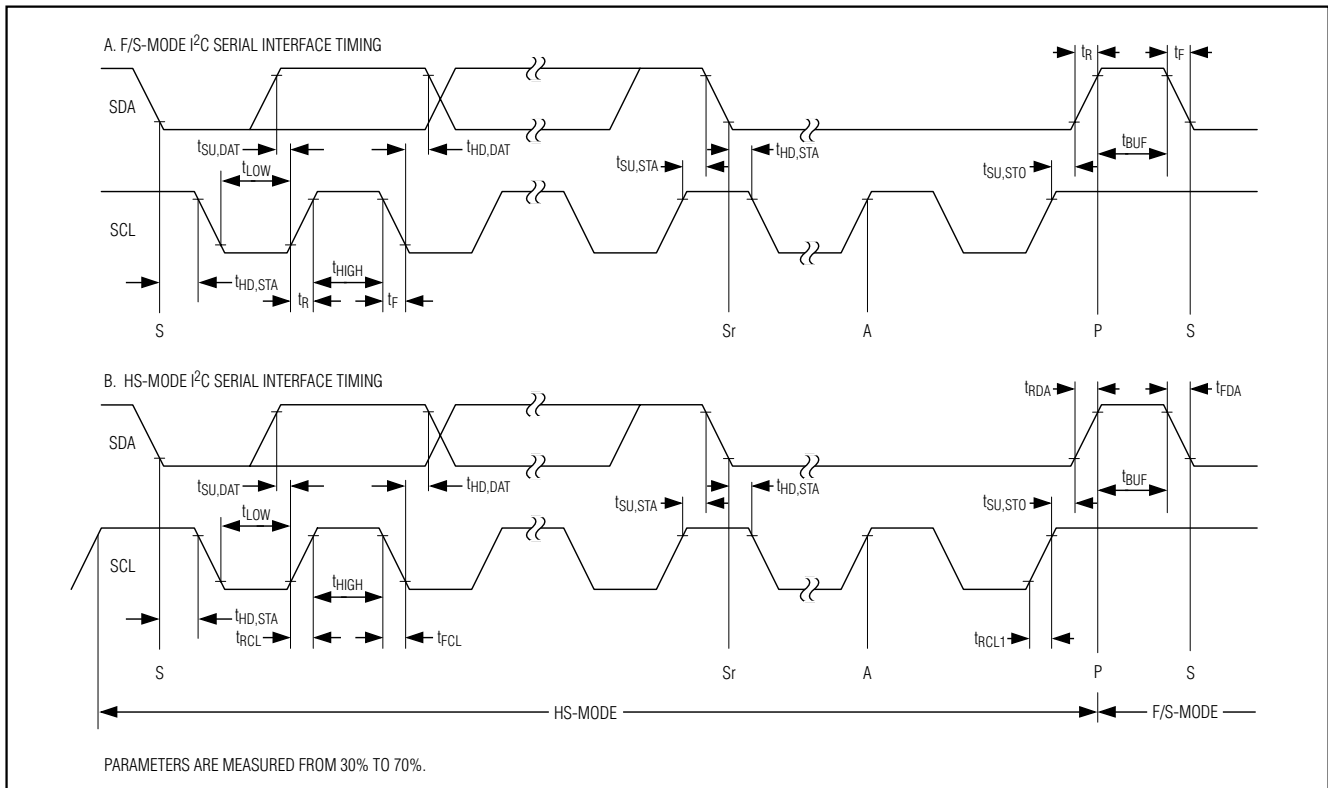 A. F/S-MODE I²C SERIAL INTERFACE TIMING
tR
tF
SDA
tSU,DAT
tHD,DAT
tLOW
tSU,STA
tHD,STA
tSU,STO
tBUF
SCL
tHD,STA
tHIGH
tR
tF
S
Sr
A
P
S
B. HS-MODE I²C SERIAL INTERFACE TIMING
tRDA
tFDA
SDA
tSU,DAT
tHD,DAT
tLOW
tSU,STA
tHD,STA
tSU,STO
tBUF
SCL
tHD,STA
tHIGH
tRCL
tFCL
tRCL1
S
Sr
A
P
S
HS-MODE
F/S-MODE
PARAMETERS ARE MEASURED FROM 30% TO 70%.